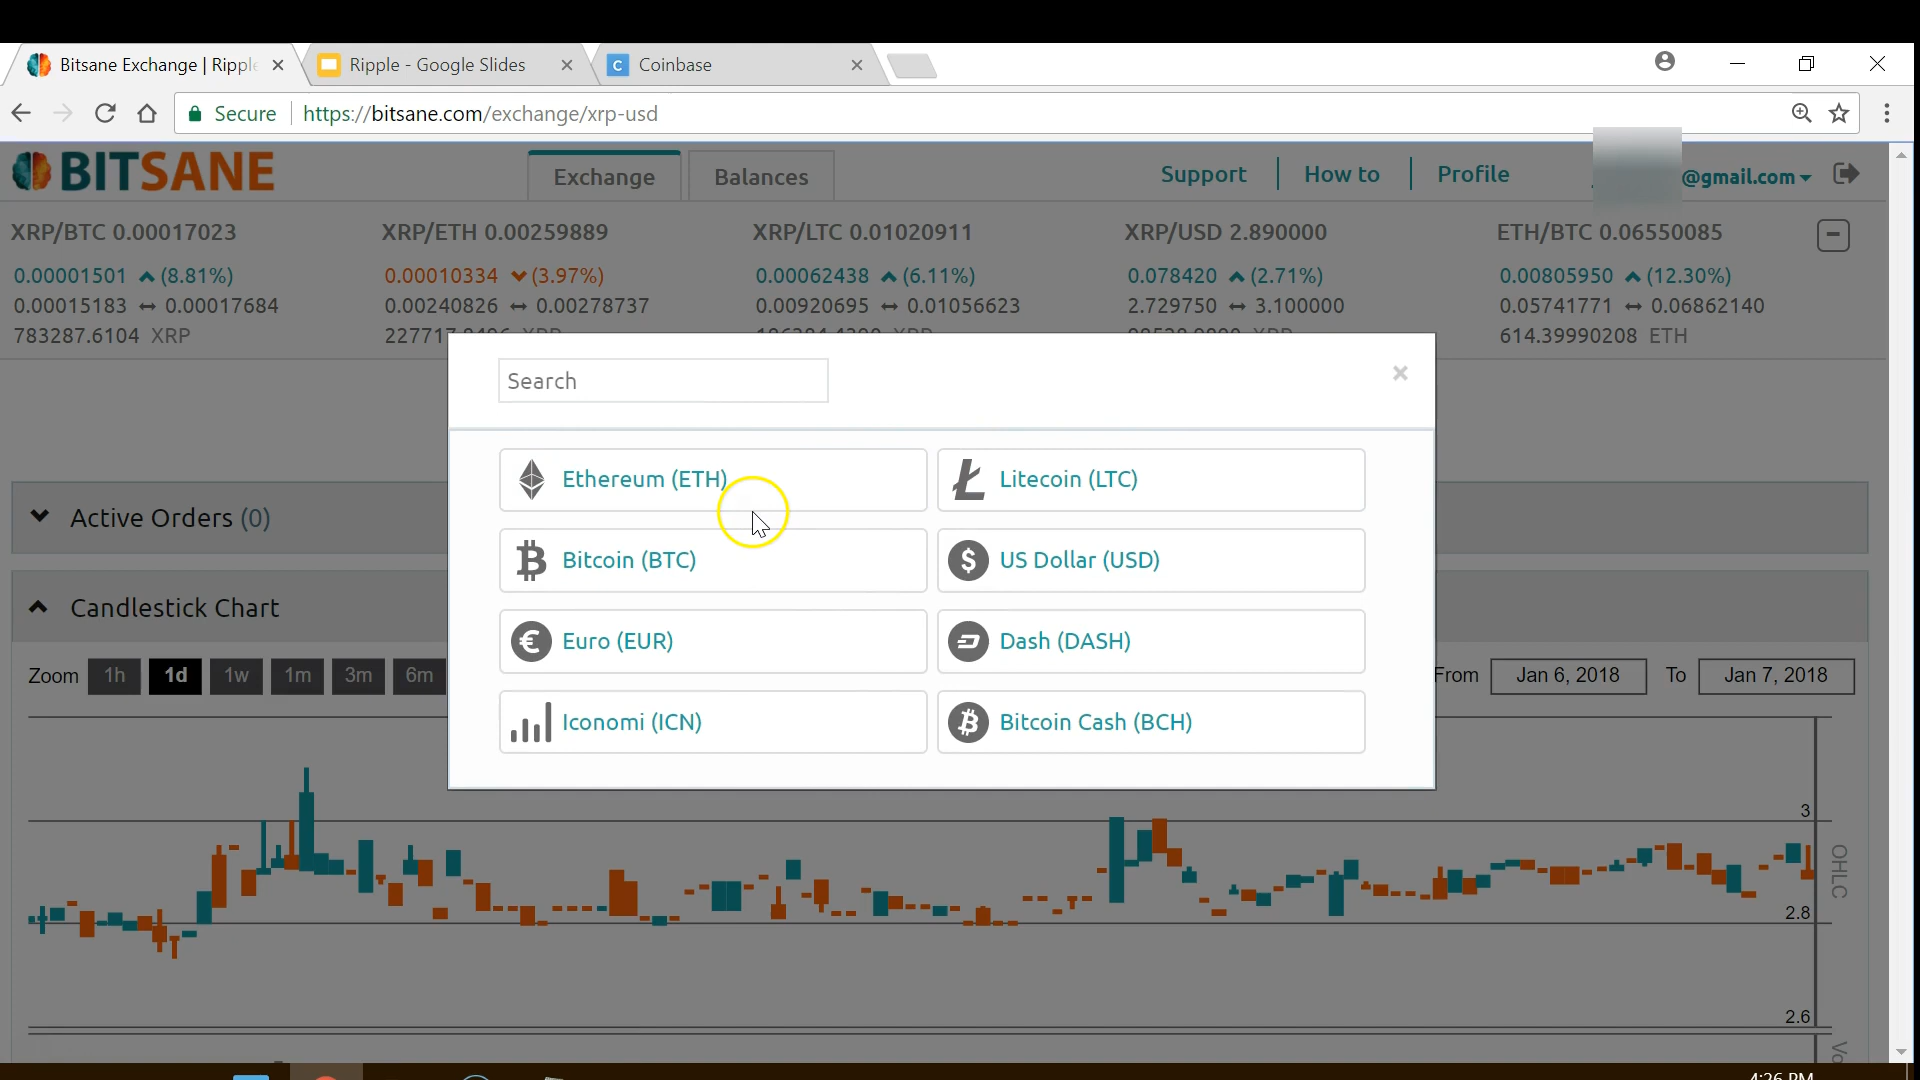 Bitsane Exchange | Ripple
Ripple - Google Slides
Coinbase
Secure
https://bitsane.com/exchange/xrp-usd
BITSANE
Exchange
Balances
Support
How to
Profile
@gmail.com
XRP/BTC 0.00017023
XRP/ETH 0.00259889
XRP/LTC 0.01020911
XRP/USD 2.890000
ETH/BTC 0.06550085
0.00001501 (8.81%)
0.00010334 (3.97%)
0.00062438 (6.11%)
0.078420 (2.71%)
0.00805950 (12.30%)
0.00015183 ↔ 0.00017684
0.00240826 ↔ 0.00278737
0.00920695 ↔ 0.01056623
2.729750 ↔ 3.100000
0.05741771 ↔ 0.06862140
783287.6104 XRP
614.39990208 ETH
Search
Ethereum (ETH)
Litecoin (LTC)
Bitcoin (BTC)
US Dollar (USD)
Euro (EUR)
Dash (DASH)
Iconomi (ICN)
Bitcoin Cash (BCH)
Active Orders (0)
Candlestick Chart
Zoom 1h 1d 1w 1m 3m 6m
From Jan 6, 2018 To Jan 7, 2018
3
OHLC
2.8
2.6
4:26 PM